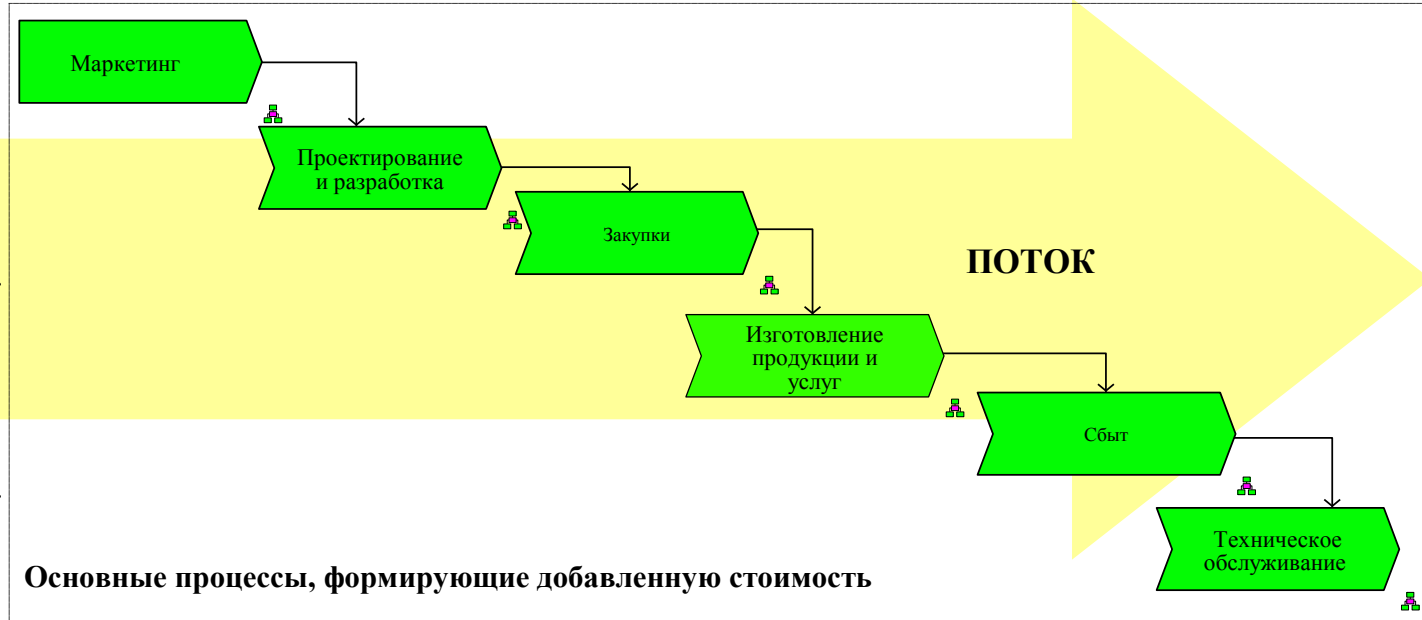 Маркетинг
Проектирование
и разработка
Закупки
ПОТОК
Изготовление
продукции и
услуг
Сбыт
Техническое
обслуживание
Основные процессы, формирующие добавленную стоимость